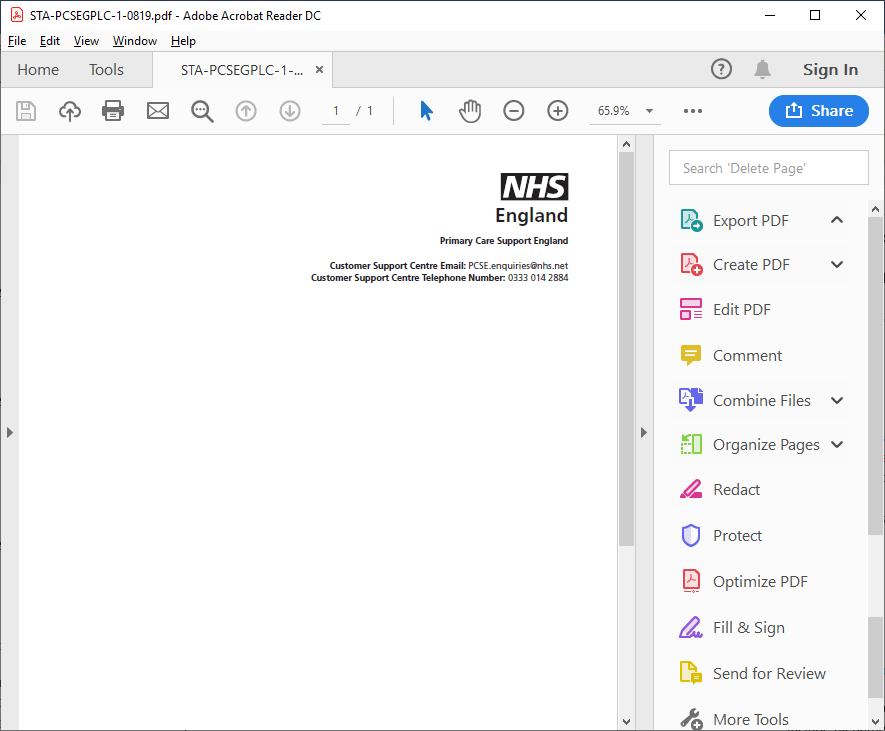 STA-PCSEGPLC-1-0819.pdf - Adobe Acrobat Reader DC
File Edit View Window Help
Home Tools STA-PCSEGPLC-1-... × ? Sign In
1 / 1 65.9% Share
NHS
England
Primary Care Support England
Customer Support Centre Email: PCSE.enquiries@nhs.net
Customer Support Centre Telephone Number: 0333 014 2884
Search 'Delete Page'
Export PDF
Create PDF
Edit PDF
Comment
Combine Files
Organize Pages
Redact
Protect
Optimize PDF
Fill & Sign
Send for Review
More Tools